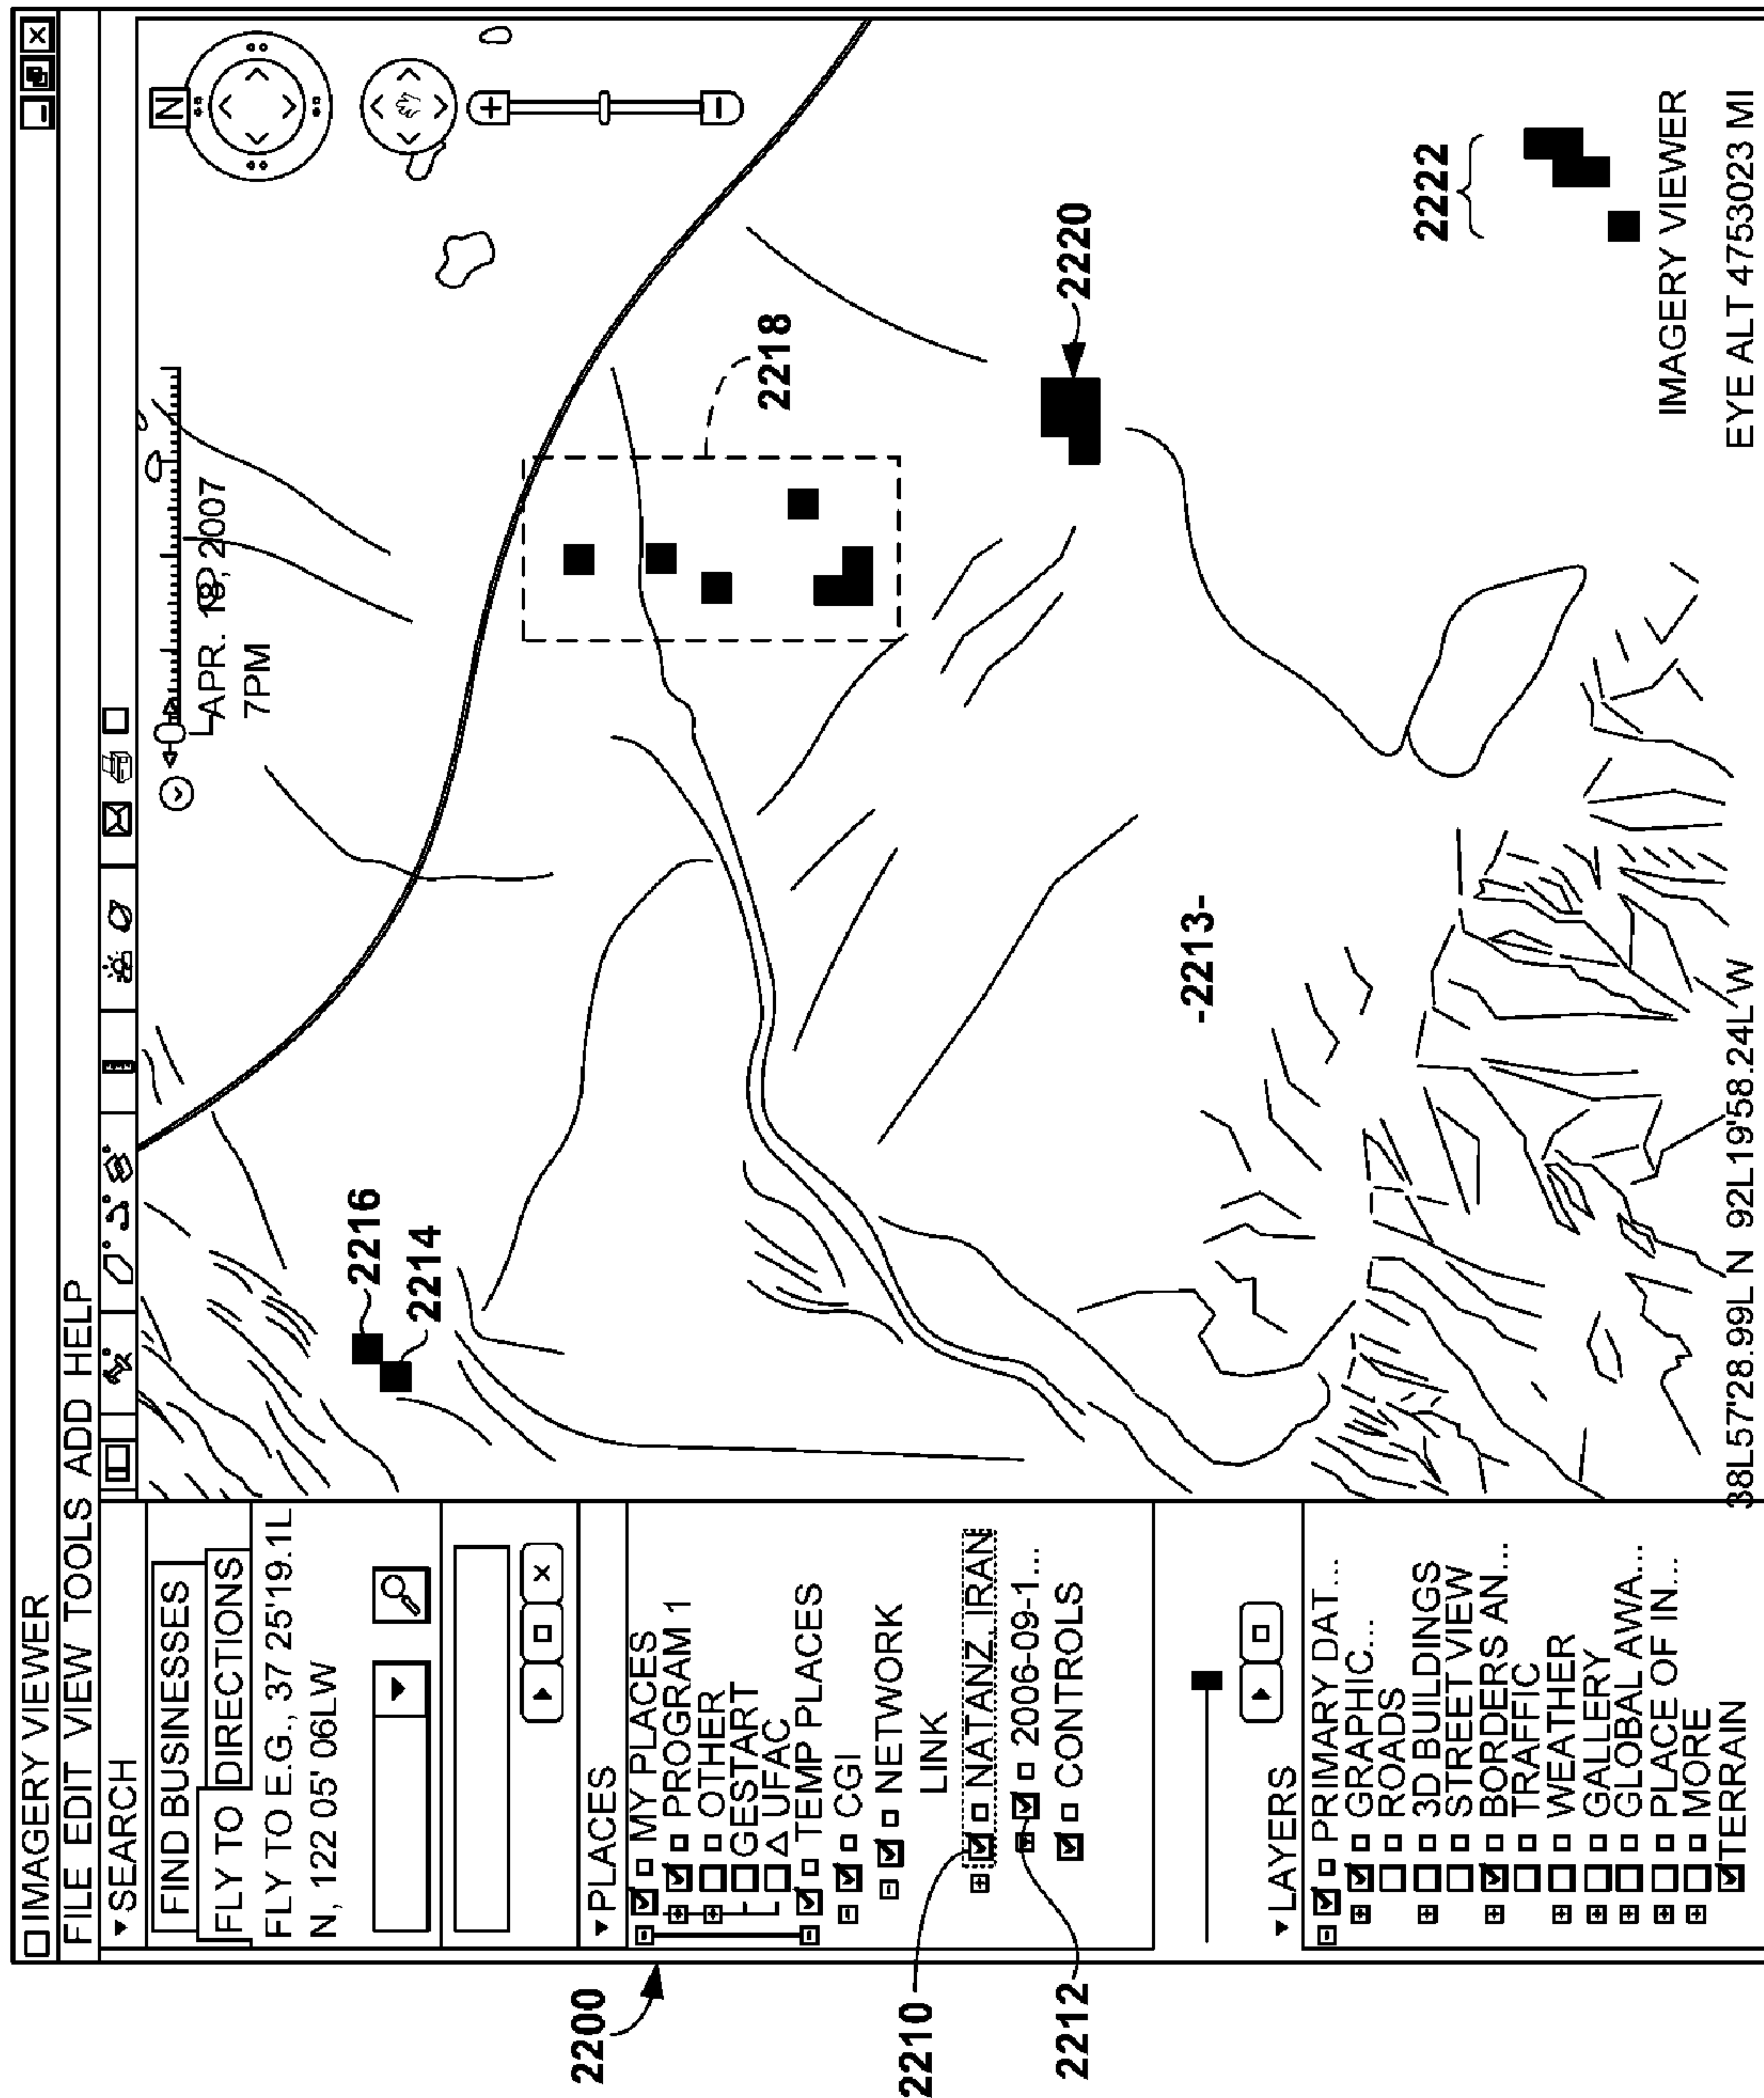 IMAGERY VIEWER
FILE EDIT VIEW TOOLS ADD HELP
SEARCH
FIND BUSINESSES
FLY TO DIRECTIONS
FLY TO E.G., 37 25'19.1L
N, 122 05' 06LW
PLACES
MY PLACES
PROGRAM 1
OTHER
GESTART
UFAC
TEMP PLACES
CGI
NETWORK
LINK
NATANZ, IRAN
2006-09-1...
CONTROLS
LAYERS
PRIMARY DAT...
GRAPHIC...
ROADS
3D BUILDINGS
STREET VIEW
BORDERS AN...
TRAFFIC
WEATHER
GALLERY
GLOBAL AWA...
PLACE OF IN...
MORE
TERRAIN
2200
2210
2212
N
APR. 2007
7PM
2216
2214
2218
2220
-2213-
2222
IMAGERY VIEWER
38L57'28.99L N 92L19'58.24L W
EYE ALT 4753023 MI